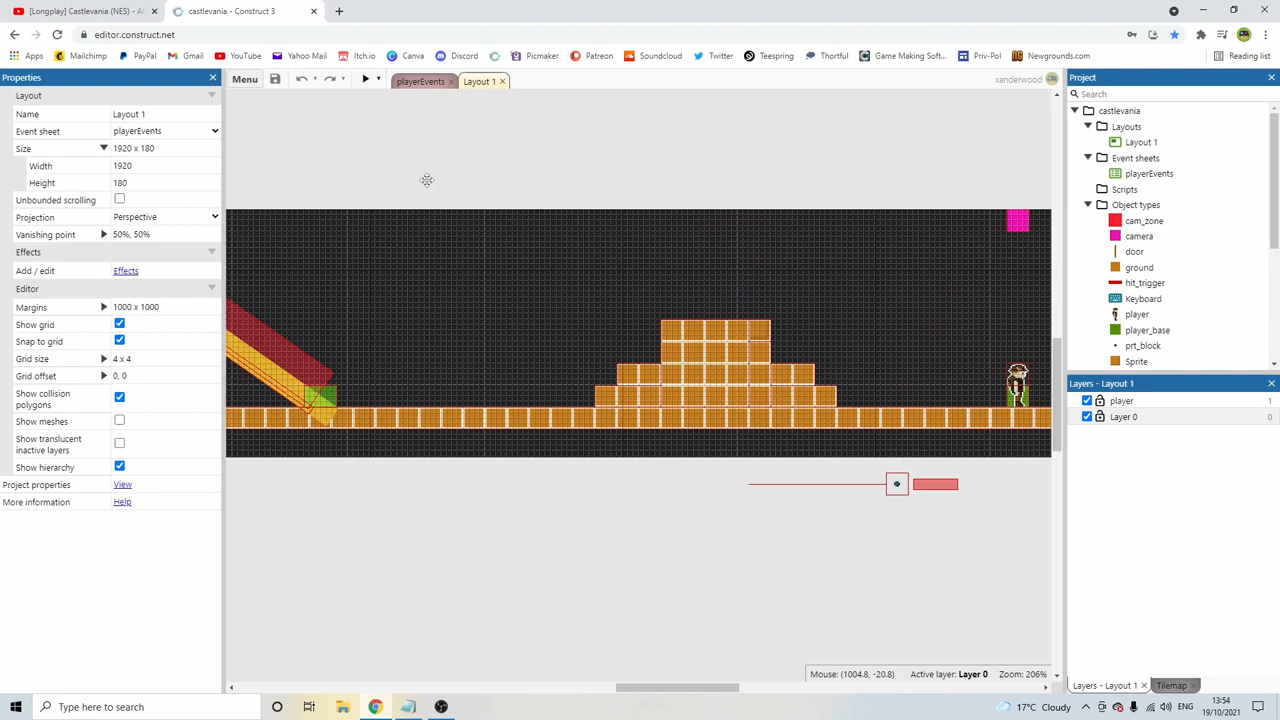 [Longplay] Castlevania (NES) - A
castlevania - Construct 3
editor.construct.net
Apps
Mailchimp
PayPal
Gmail
YouTube
Yahoo Mail
Itch.io
Canva
Discord
Picmaker
Patreon
Soundcloud
Twitter
Teespring
Thortful
Game Making Soft...
Priv-Pol
Newgrounds.com
Reading list
Properties
Menu
playerEvents
Layout 1
xanderwood
Project
Layout
Name Layout 1
Event sheet playerEvents
Size 1920 x 180
Width 1920
Height 180
Unbounded scrolling
Projection Perspective
Vanishing point 50%, 50%
Effects
Add / edit Effects
Editor
Margins 1000 x 1000
Show grid
Snap to grid
Grid size 4 x 4
Grid offset 0, 0
Show collision
polygons
Show meshes
Show translucent
inactive layers
Show hierarchy
Project properties View
More information Help
Search
castlevania
Layouts
Layout 1
Event sheets
playerEvents
Scripts
Object types
cam_zone
camera
door
ground
hit_trigger
Keyboard
player
player_base
prt_block
Sprite
Layers - Layout 1
player 1
Layer 0 0
Mouse: (1004.8, -20.8) Active layer: Layer 0 Zoom: 206%
Layers - Layout 1
Tilemap
Type here to search
17°C Cloudy
ENG
13:54
19/10/2021